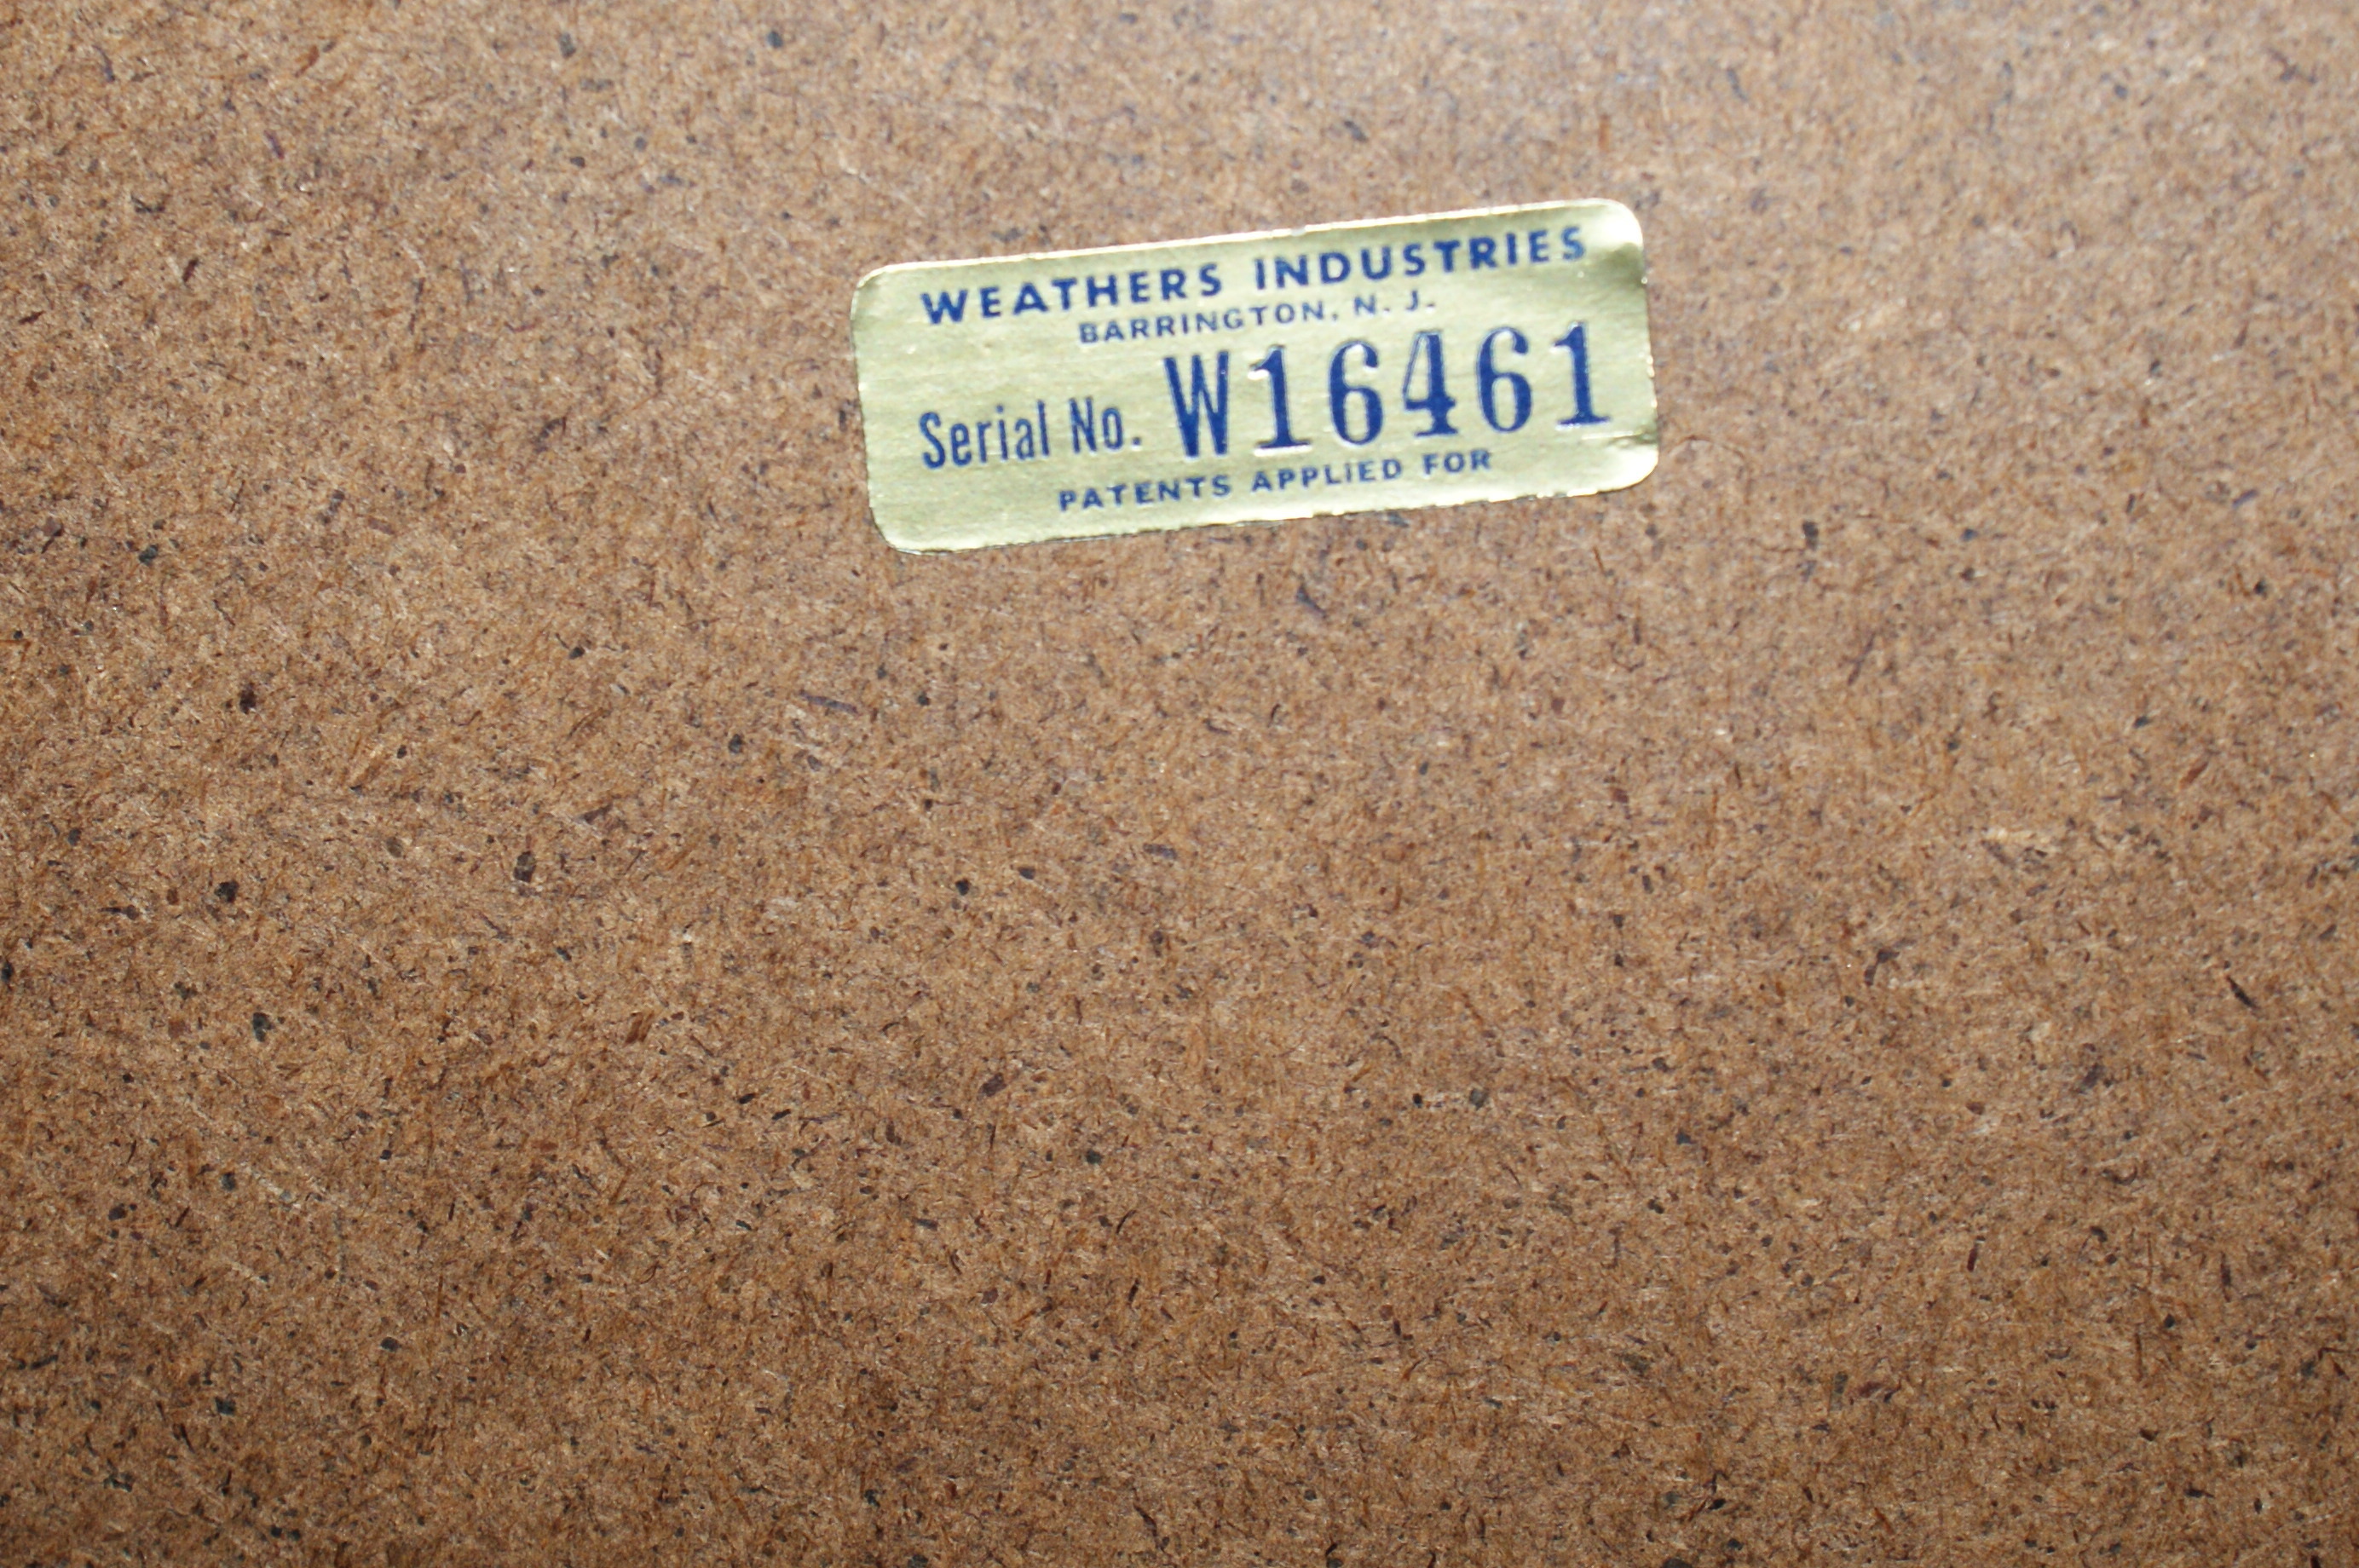 WEATHERS INDUSTRIES
BARRINGTON, N. J.
Serial No. W16461
PATENTS APPLIED FOR